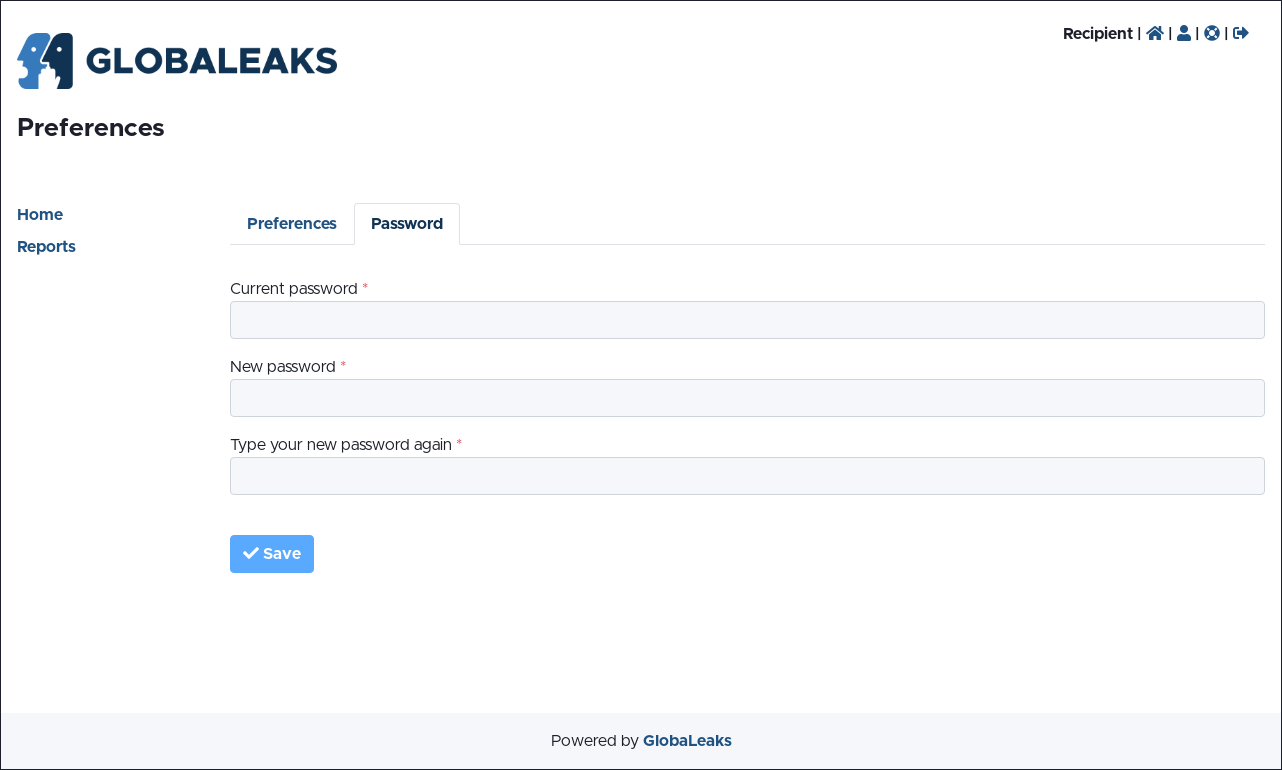 GLOBALEAKS
Recipient | | | |
Preferences
Home
Reports
Preferences
Password
Current password *
New password *
Type your new password again *
Save
Powered by GlobaLeaks